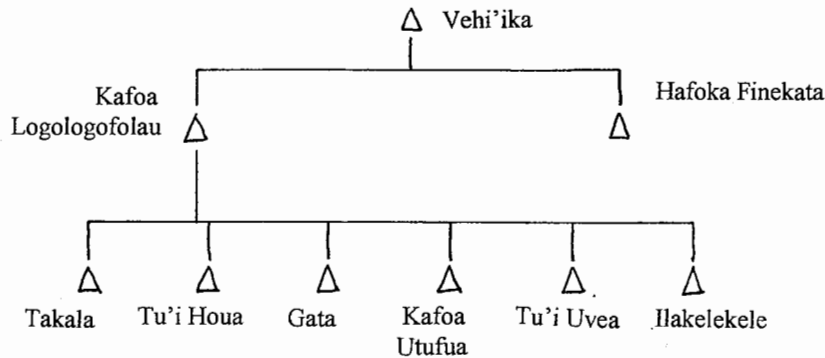 Vehi'ika
Kafoa
Logologofolau
Hafoka Finekata
Takala
Tu'i Houa
Gata
Kafoa
Utufua
Tu'i Uvea
Ilakelekele